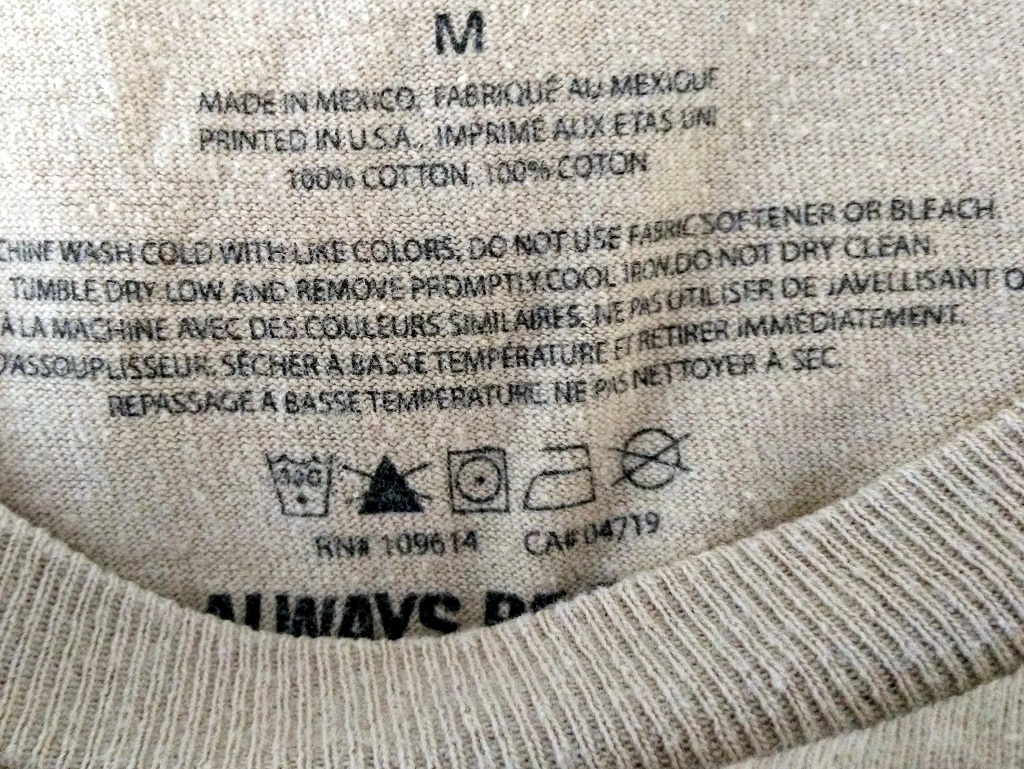 M
MADE IN MEXICO, FABRIQUÉ AU MEXIQUE
PRINTED IN U.S.A., IMPRIMÉ AUX ETAS UNI
100% COTTON, 100% COTON
CHINE WASH COLD WITH LIKE COLORS. DO NOT USE FABRIC SOFTENER OR BLEACH.
TUMBLE DRY LOW AND REMOVE PROMPTLY.COOL IRON.DO NOT DRY CLEAN.
À LA MACHINE AVEC DES COULEURS SIMILAIRES. NE PAS UTILISER DE JAVELLISANT O
D'ASSOUPLISSEUR. SÉCHER À BASSE TEMPÉRATURE ET RETIRER IMMÉDIATEMENT.
REPASSAGE À BASSE TEMPERATURE. NE PAS NETTOYER À SEC.
30C
RN# 109614 CA# 04719
ALWAYS